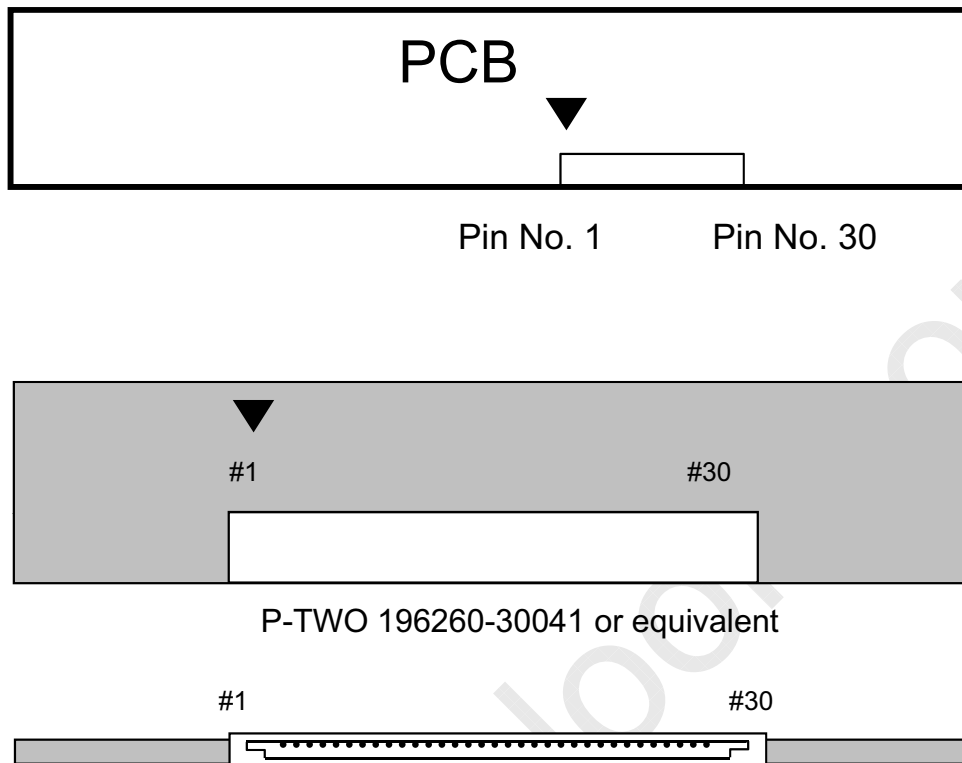 PCB
Pin No. 1 Pin No. 30
#1 #30
P-TWO 196260-30041 or equivalent
#1 #30